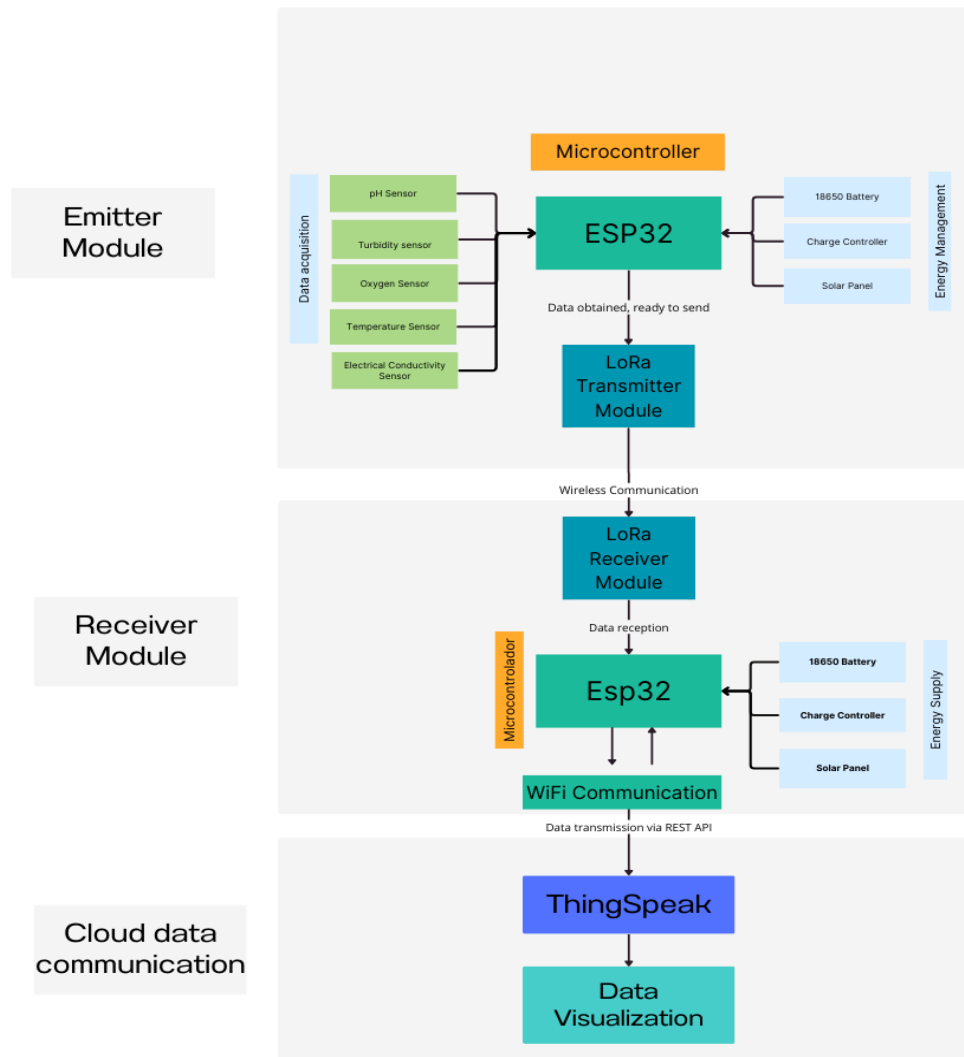 Microcontroller
Emitter
Module
Data acquisition
pH Sensor
Turbidity sensor
Oxygen Sensor
Temperature Sensor
Electrical Conductivity
Sensor
ESP32
18650 Battery
Charge Controller
Solar Panel
Energy Management
Data obtained, ready to send
LoRa
Transmitter
Module
Wireless Communication
LoRa
Receiver
Module
Data reception
Receiver
Module
Microcontrolador
Esp32
18650 Battery
Charge Controller
Solar Panel
Energy Supply
WiFi Communication
Data transmission via REST API
Cloud data
communication
ThingSpeak
Data
Visualization